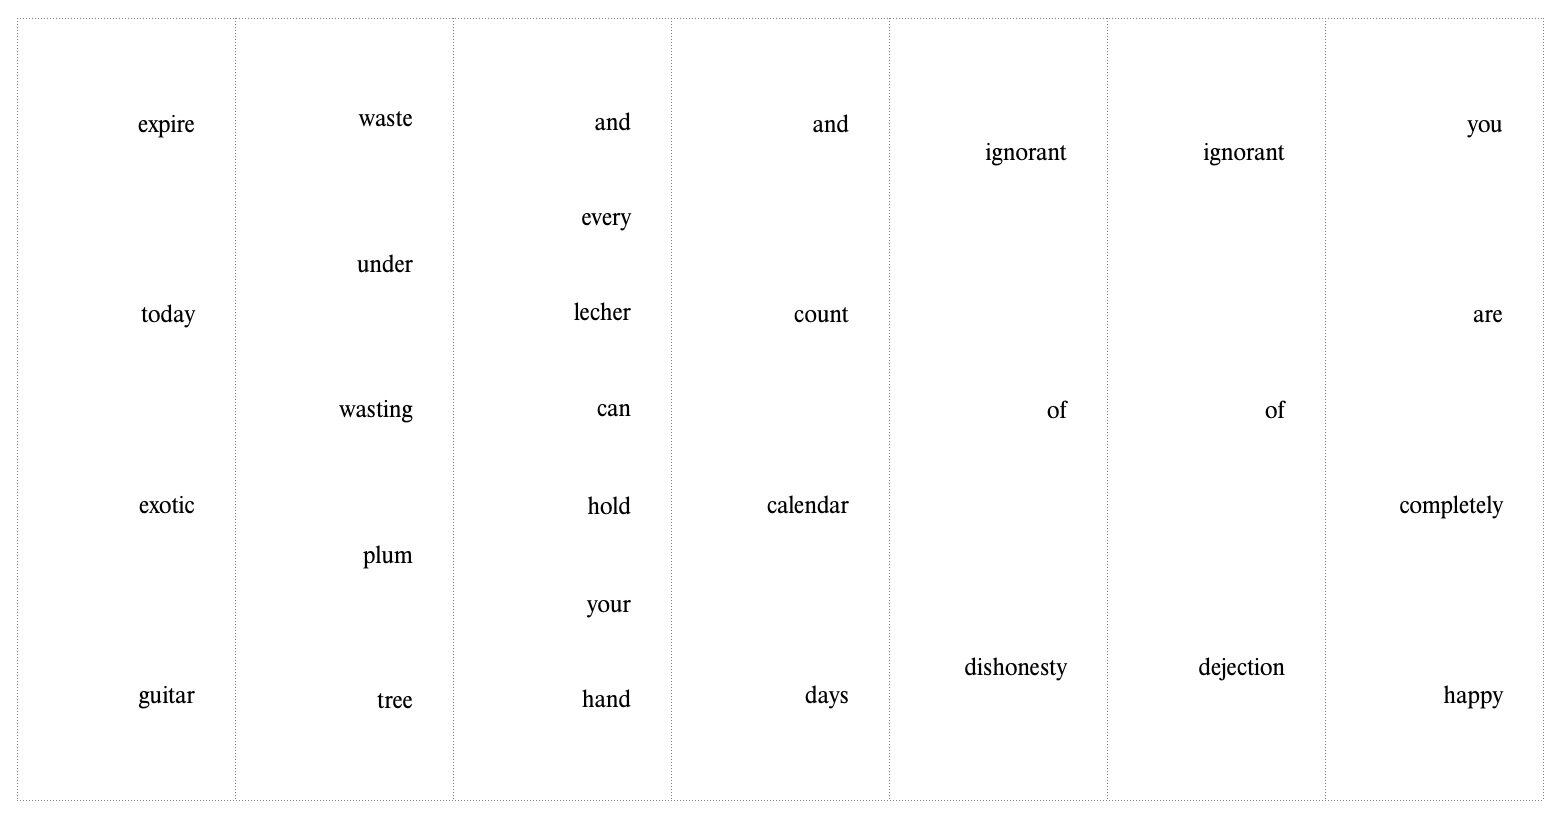 expire today exotic guitar
waste under wasting plum tree
and every lecher can hold your hand
and count calendar days
ignorant of dishonesty
ignorant of dejection
you are completely happy